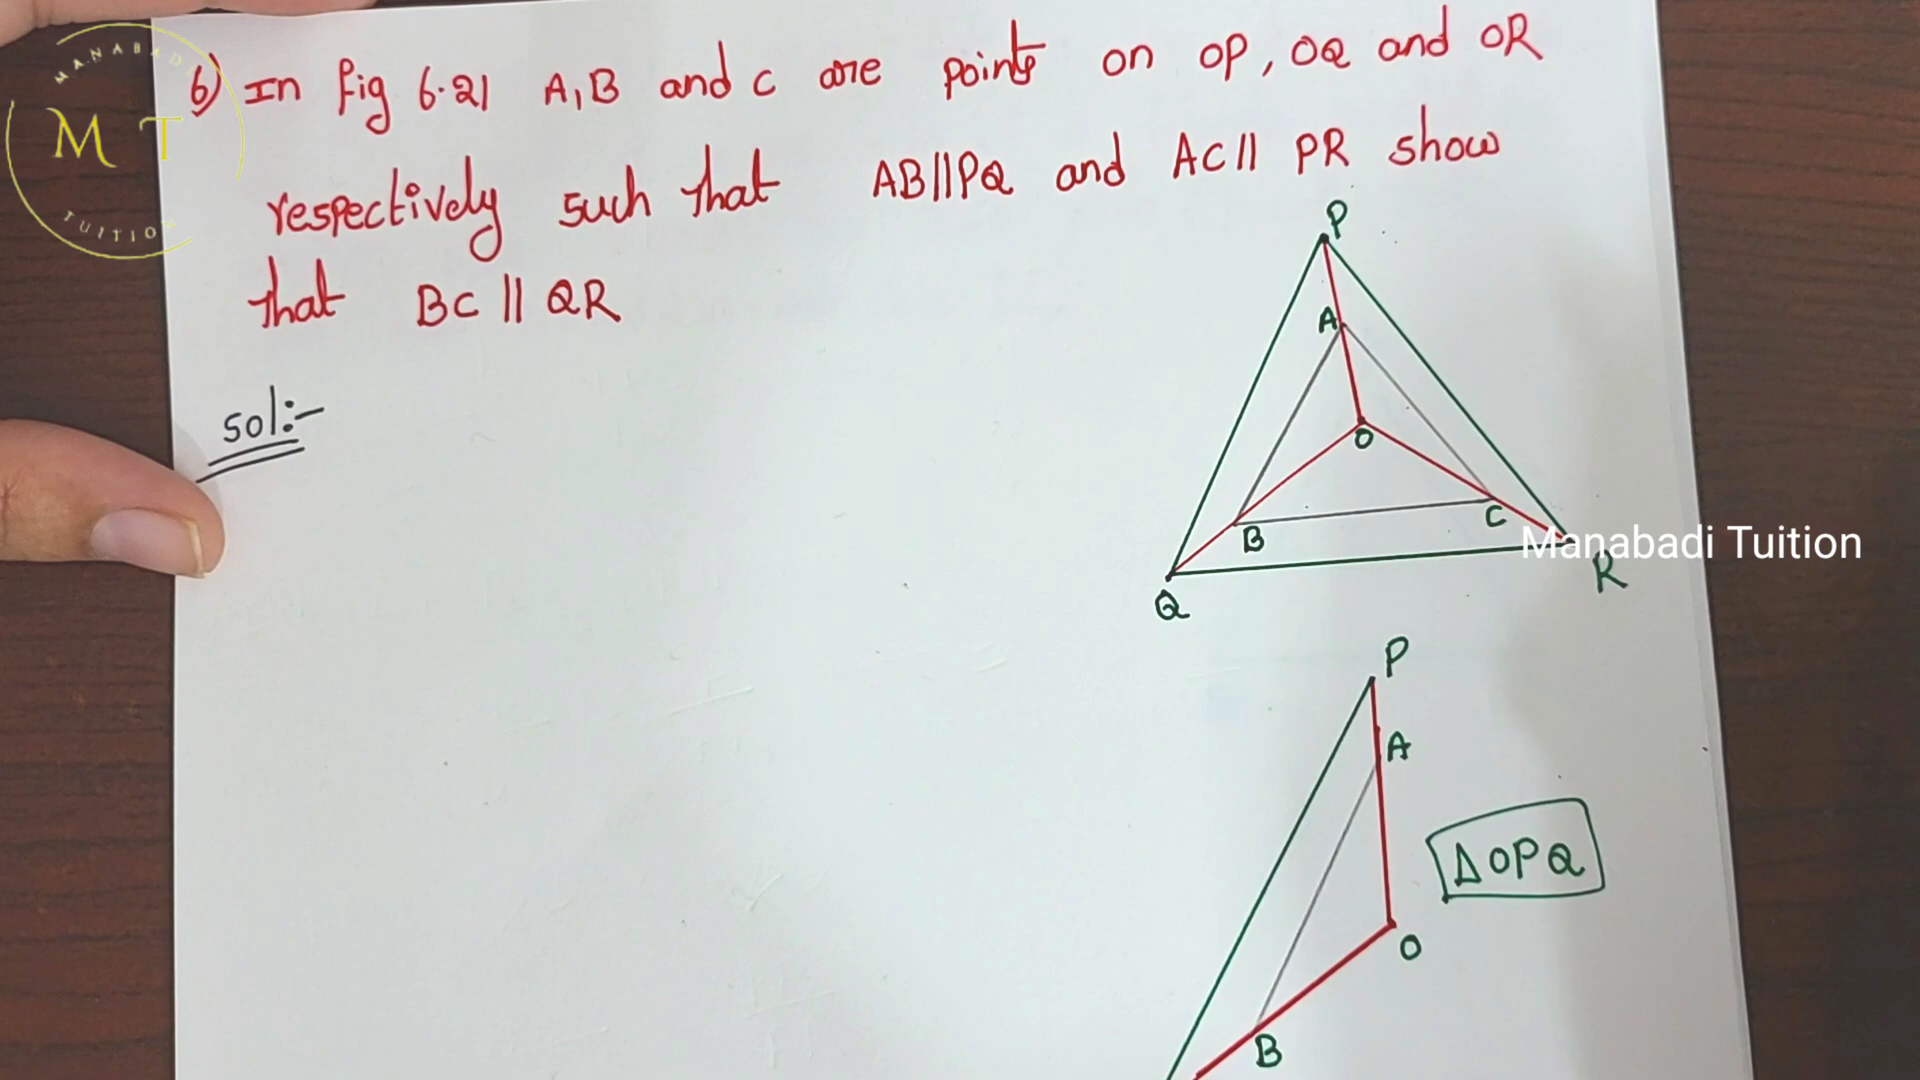 MANABADI
M T
TUITION
6) In fig 6.21 A,B and C are points on OP, OQ and OR
respectively such that AB||PQ and AC|| PR show
that BC || QR
Sol:-
P
A
O
B
C
Q
R
Manabadi Tuition
P
A
ΔOPQ
O
B